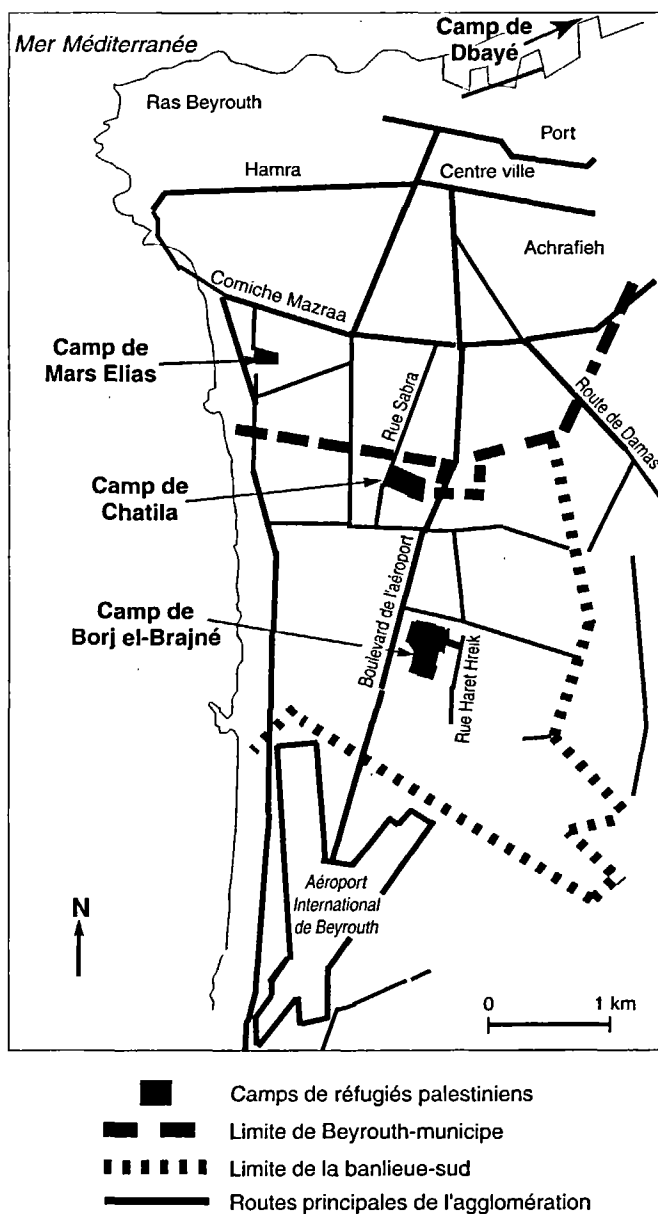 Mer Méditerranée
Camp de
Dbayé
Ras Beyrouth
Port
Hamra
Centre ville
Achrafieh
Corniche Mazraa
Camp de
Mars Elias
Rue Sabra
Route de Damas
Camp de
Chatila
Boulevard de l'aéroport
Camp de
Borj el-Brajné
Rue Haret Hreik
Aéroport
International
de Beyrouth
N
0 1 km
Camps de réfugiés palestiniens
Limite de Beyrouth-municipe
Limite de la banlieue-sud
Routes principales de l'agglomération